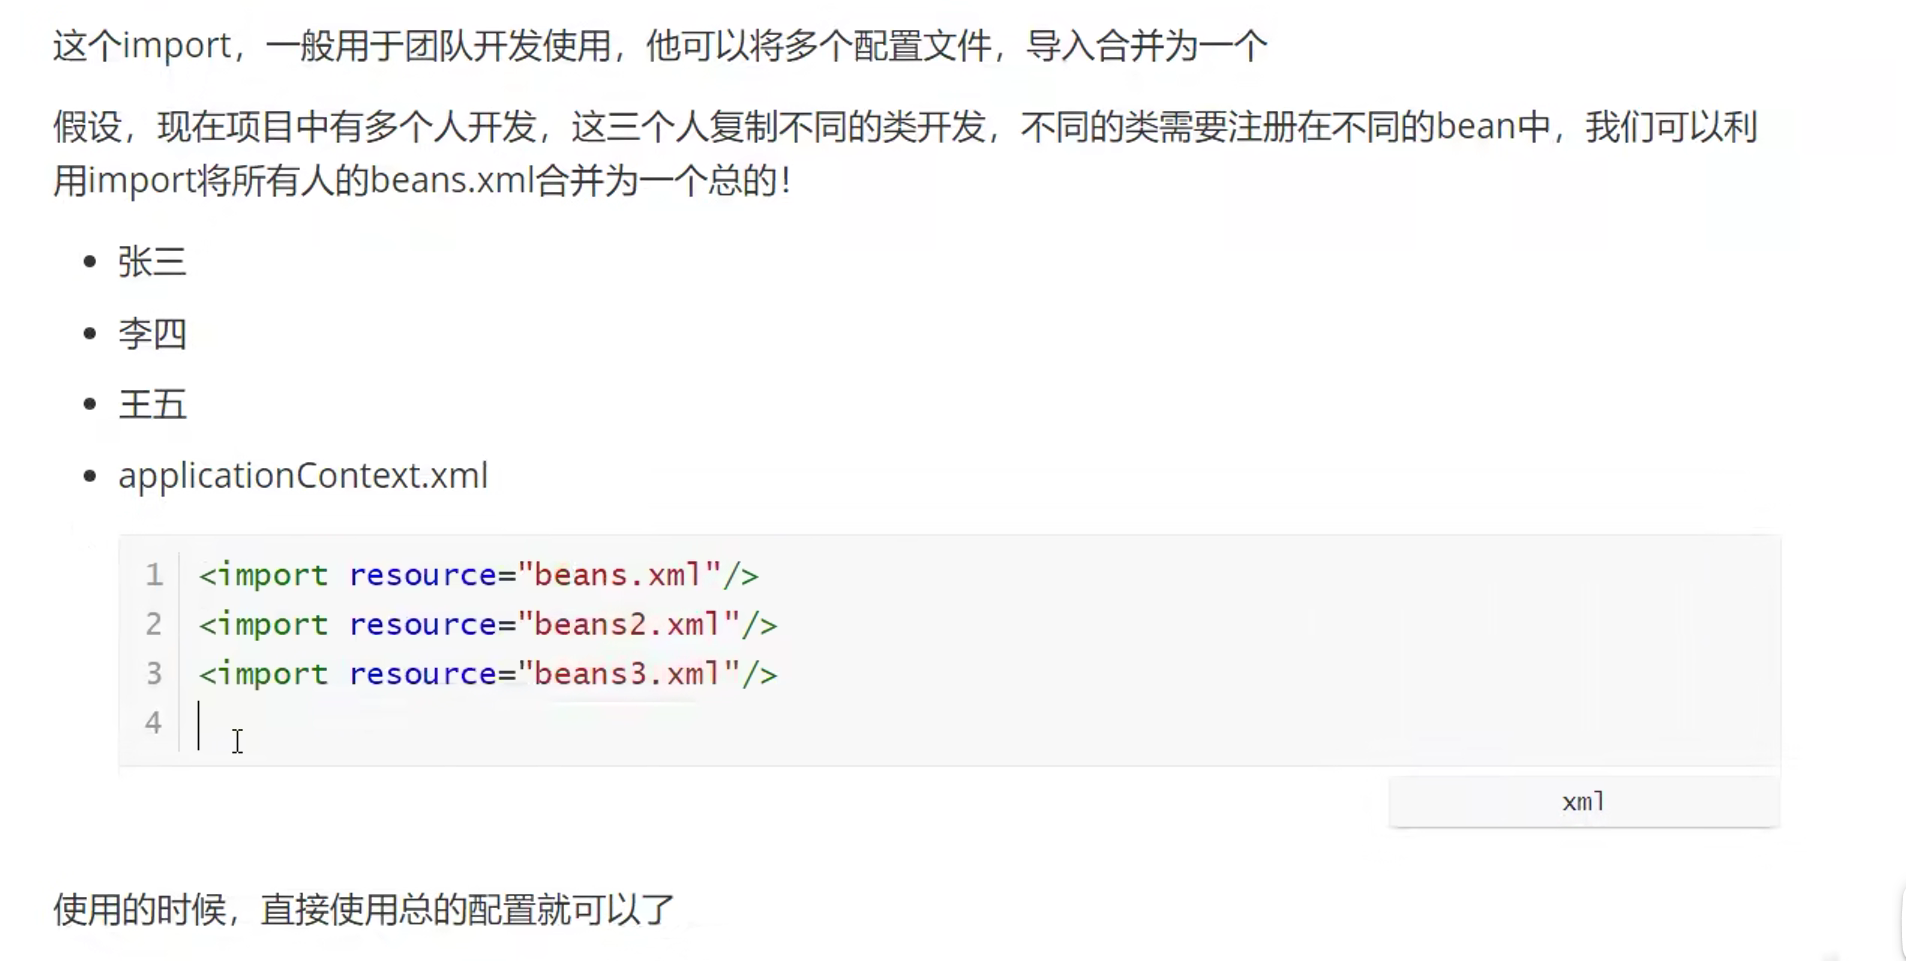 这个import，一般用于团队开发使用，他可以将多个配置文件，导入合并为一个
假设，现在项目中有多个人开发，这三个人复制不同的类开发，不同的类需要注册在不同的bean中，我们可以利
用import将所有人的beans.xml合并为一个总的！
• 张三
• 李四
• 王五
• applicationContext.xml
1 <import resource="beans.xml"/>
2 <import resource="beans2.xml"/>
3 <import resource="beans3.xml"/>
4
xml
使用的时候，直接使用总的配置就可以了